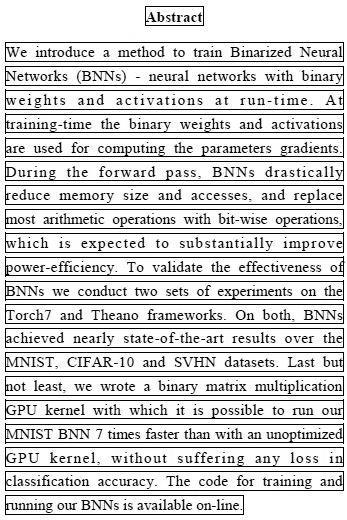 Abstract
We introduce a method to train Binarized Neural
Networks (BNNs) - neural networks with binary
weights and activations at run-time. At
training-time the binary weights and activations
are used for computing the parameters gradients.
During the forward pass, BNNs drastically
reduce memory size and accesses, and replace
most arithmetic operations with bit-wise operations,
which is expected to substantially improve
power-efficiency. To validate the effectiveness of
BNNs we conduct two sets of experiments on the
Torch7 and Theano frameworks. On both, BNNs
achieved nearly state-of-the-art results over the
MNIST, CIFAR-10 and SVHN datasets. Last but
not least, we wrote a binary matrix multiplication
GPU kernel with which it is possible to run our
MNIST BNN 7 times faster than with an unoptimized
GPU kernel, without suffering any loss in
classification accuracy. The code for training and
running our BNNs is available on-line.